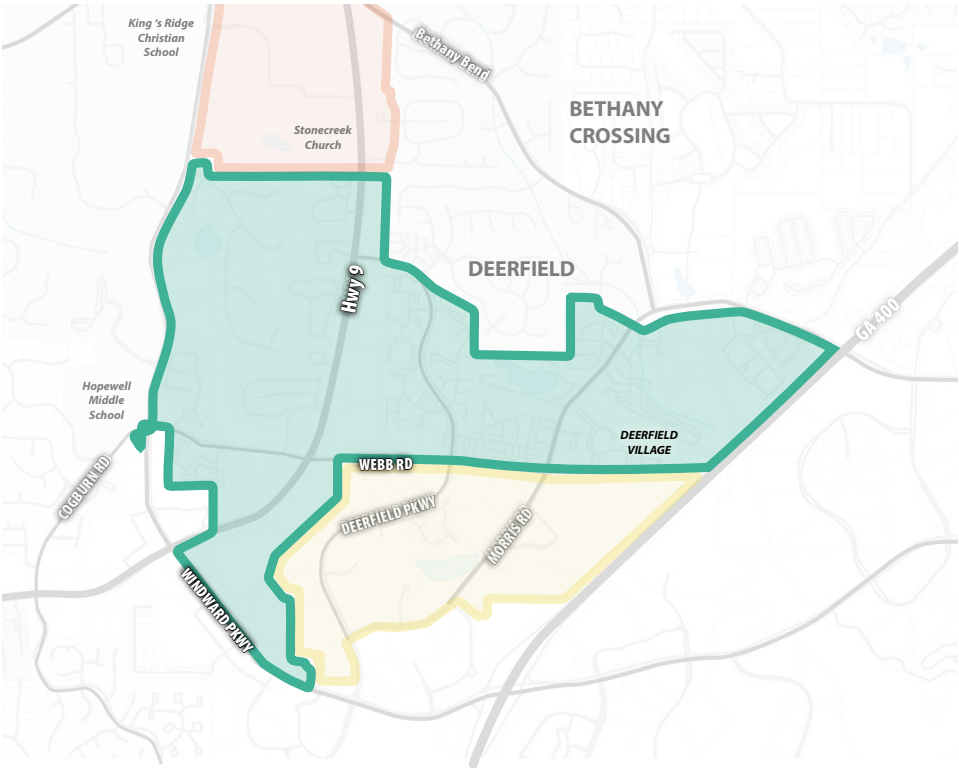 King 's Ridge
Christian
School
Bethany Bend
BETHANY
CROSSING
Stonecreek
Church
DEERFIELD
Hwy 9
GA 400
Hopewell
Middle
School
DEERFIELD
VILLAGE
WEBB RD
COGBURN RD
DEERFIELD PKWY
MORRIS RD
WINDWARD PKWY